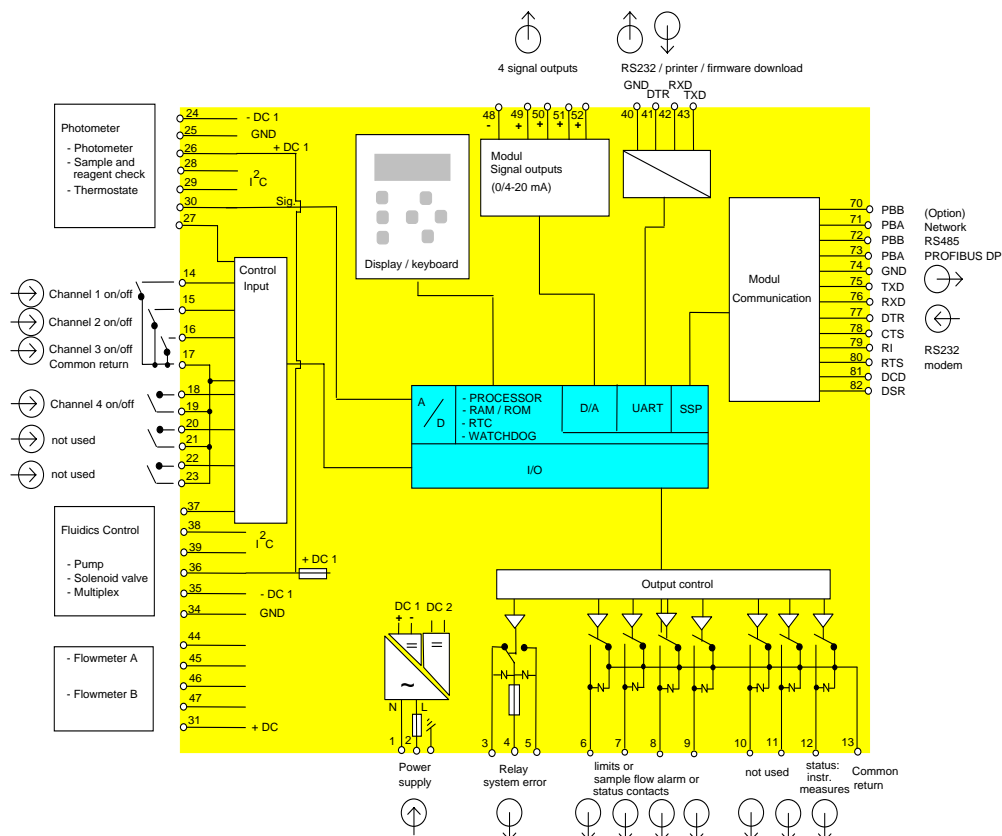 4 signal outputs
RS232 / printer / firmware download
GND RXD
DTR TXD
48 49 50 51 52
- + + + +
40 41 42 43
Photometer
- Photometer
- Sample and
reagent check
- Thermostate
24 - DC 1
25 GND
26 + DC 1
28
I2C
29
30 Sig.
27
Display / keyboard
Modul
Signal outputs
(0/4-20 mA)
Modul
Communication
70 PBB (Option)
71 PBA Network
72 PBB RS485
73 PBA PROFIBUS DP
74 GND
75 TXD
76 RXD
77 DTR
78 CTS
79 RI RS232
80 RTS modem
81 DCD
82 DSR
Control
Input
14
Channel 1 on/off
15
Channel 2 on/off
16
Channel 3 on/off
17
Common return
18
Channel 4 on/off
19
20
not used
21
22
not used
23
A
/
D
- PROCESSOR
- RAM / ROM
- RTC
- WATCHDOG
D/A
UART
SSP
I/O
Fluidics Control
- Pump
- Solenoid valve
- Multiplex
37
38
I2C
39
36 + DC 1
35 - DC 1
34 GND
- Flowmeter A
- Flowmeter B
44
45
46
47
31 + DC
DC 1 DC 2
+ -
= =
~
N L
1 2
Power
supply
Output control
N N N N N N N N N
3 4 5
Relay
system error
6 7 8 9
limits or
sample flow alarm or
status contacts
10 11
not used
12
status:
instr.
measures
13
Common
return